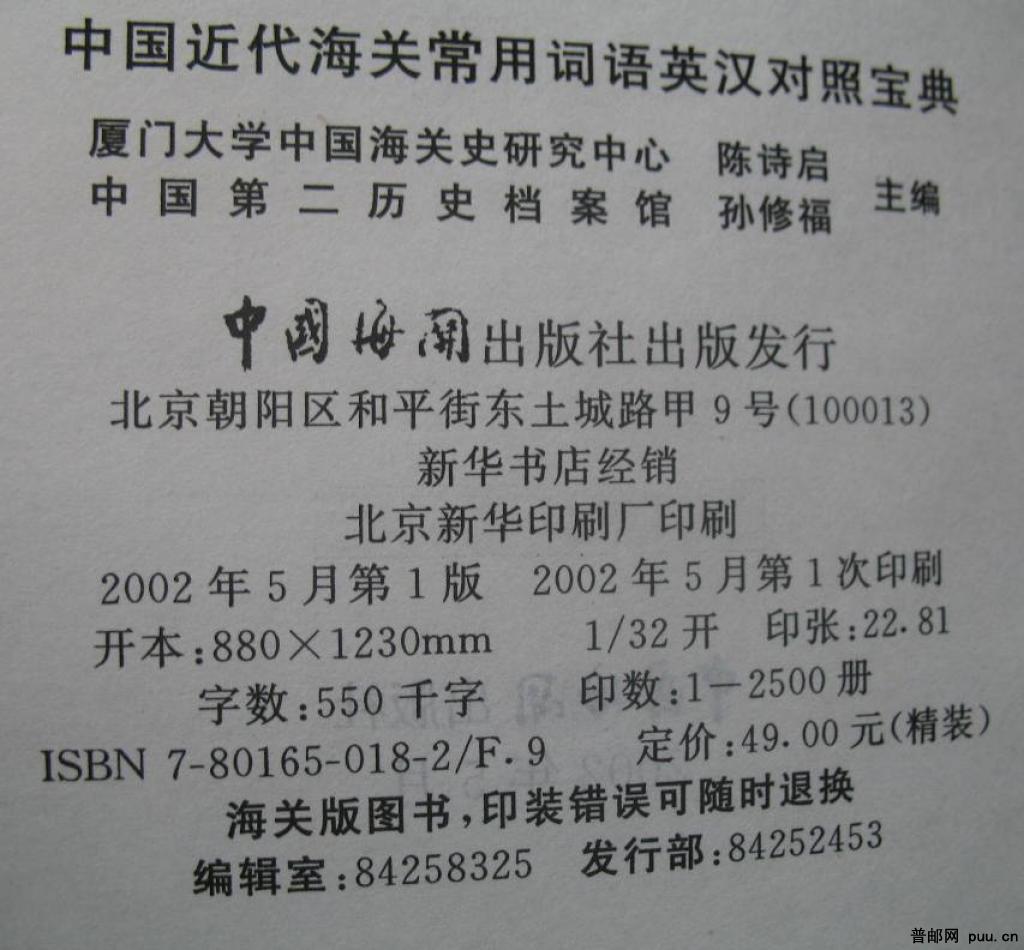 中国近代海关常用词语英汉对照宝典
厦门大学中国海关史研究中心 陈诗启
中国第二历史档案馆 孙修福 主编
中國海關出版社出版发行
北京朝阳区和平街东土城路甲9号(100013)
新华书店经销
北京新华印刷厂印刷
2002年5月第1版 2002年5月第1次印刷
开本:880×1230mm 1/32开 印张:22.81
字数:550千字 印数:1-2500册
ISBN 7-80165-018-2/F.9 定价:49.00元(精装)
海关版图书,印装错误可随时退换
编辑室:84258325 发行部:84252453
普邮网 puu.cn